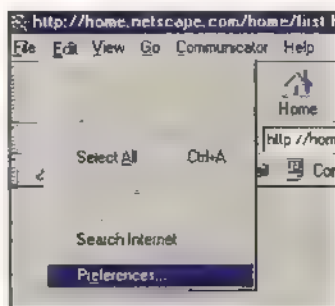 http://home.netscape.com/home/first
File Edit View Go Communicator Help
Home
http://hom
Select All Ctrl+A
Search Internet
Preferences...